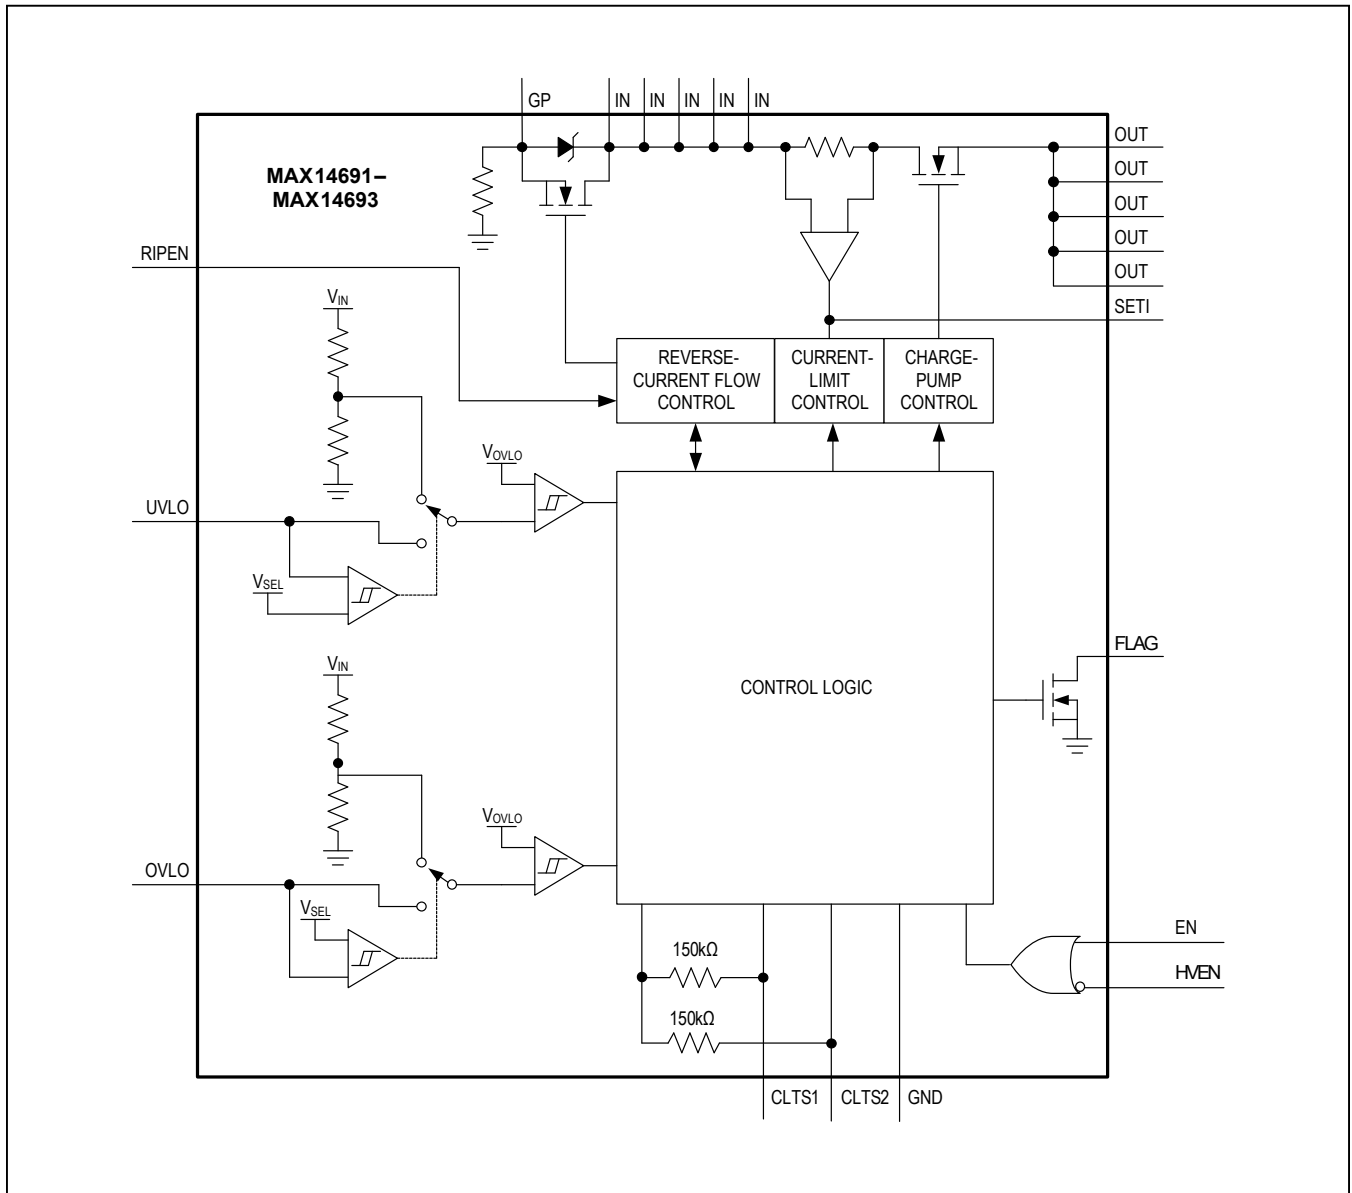 GP IN IN IN IN IN
MAX14691–
MAX14693
OUT
OUT
OUT
OUT
OUT
RIPEN
SETI
VIN
REVERSE-
CURRENT FLOW
CONTROL
CURRENT-
LIMIT
CONTROL
CHARGE-
PUMP
CONTROL
VOVLO
UVLO
VSEL
FLAG
VIN
CONTROL LOGIC
VOVLO
OVLO
VSEL
EN
150kΩ
HVEN
150kΩ
CLTS1 CLTS2 GND